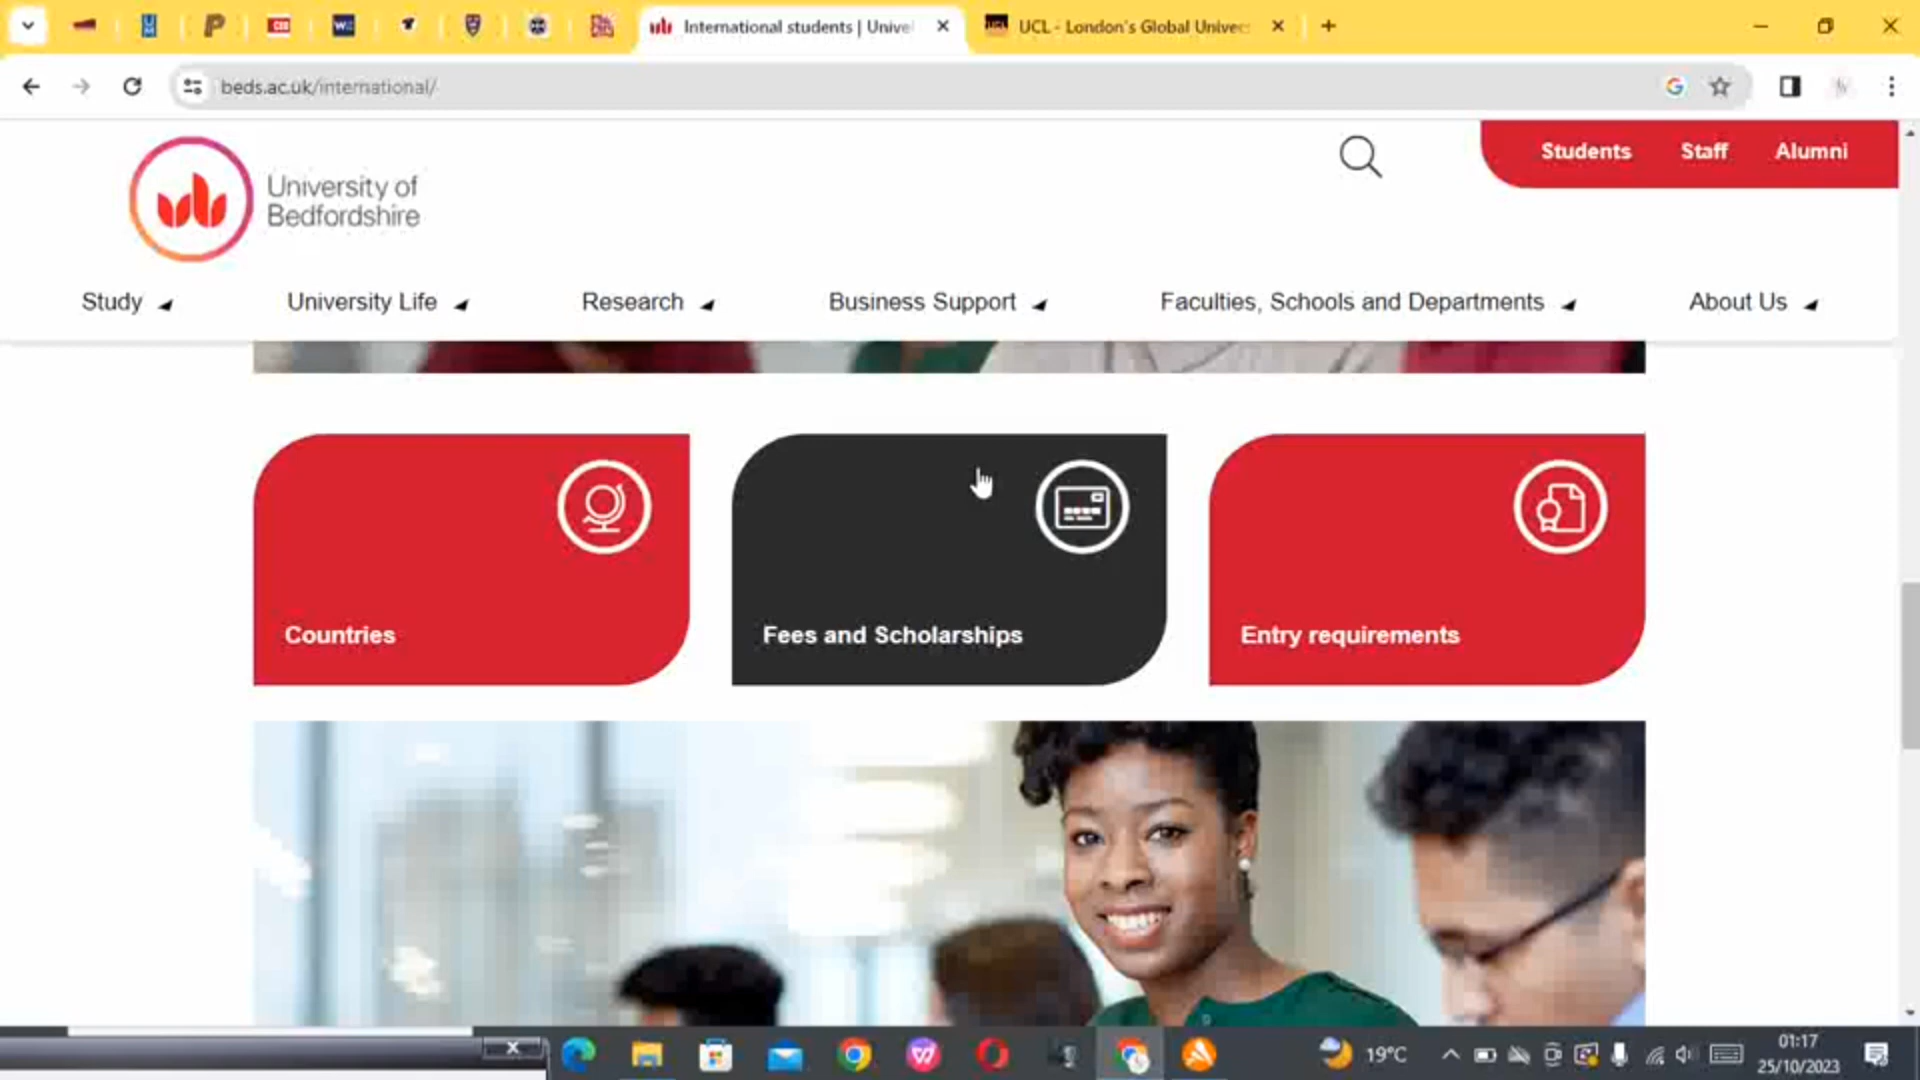 International students | Unive
UCL - London's Global Univers
beds.ac.uk/international/
Students Staff Alumni
University of
Bedfordshire
Study University Life Research Business Support Faculties, Schools and Departments About Us
Countries
Fees and Scholarships
Entry requirements
19°C
01:17
25/10/2023